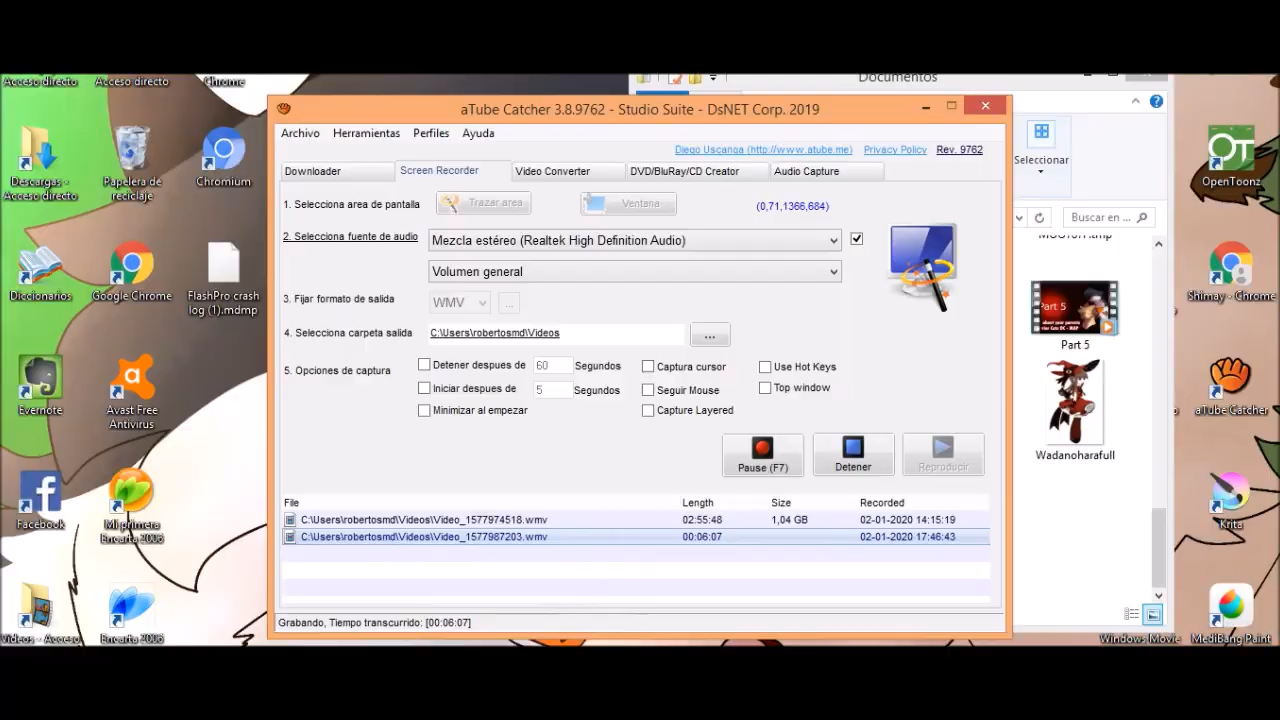 Acceso directo
Acceso directo
Chrome
Documentos
aTube Catcher 3.8.9762 - Studio Suite - DsNET Corp. 2019
Archivo Herramientas Perfiles Ayuda
Diego Uscanga (http://www.atube.me) Privacy Policy Rev. 9762
Downloader Screen Recorder Video Converter DVD/BluRay/CD Creator Audio Capture
1. Selecciona area de pantalla Trazar area Ventana (0,71,1366,684)
2. Selecciona fuente de audio Mezcla estéreo (Realtek High Definition Audio)
Volumen general
3. Fijar formato de salida WMV ...
4. Selecciona carpeta salida C:\Users\robertosmd\Videos ...
5. Opciones de captura
Detener despues de 60 Segundos Captura cursor Use Hot Keys
Iniciar despues de 5 Segundos Seguir Mouse Top window
Minimizar al empezar Capture Layered
Pause (F7) Detener Reproducir
File Length Size Recorded
C:\Users\robertosmd\Videos\Video_1577974518.wmv 02:55:48 1,04 GB 02-01-2020 14:15:19
C:\Users\robertosmd\Videos\Video_1577987203.wmv 00:06:07 02-01-2020 17:46:43
Grabando, Tiempo transcurrido: [00:06:07]
Descargas -
Acceso directo
Papelera de
reciclaje
Chromium
Diccionarios
Google Chrome
FlashPro crash
log (1).mdmp
Evernote
a
Avast Free
Antivirus
f
Facebook
Mi primera
Encarta 2006
Videos - Acceso
Encarta 2006
Seleccionar
Buscar en ...
Part 5
Part 5
Wadanoharafull
OT
OpenToonz
Shimay - Chrome
aTube Catcher
Krita
Windows Movie
MediBang Paint